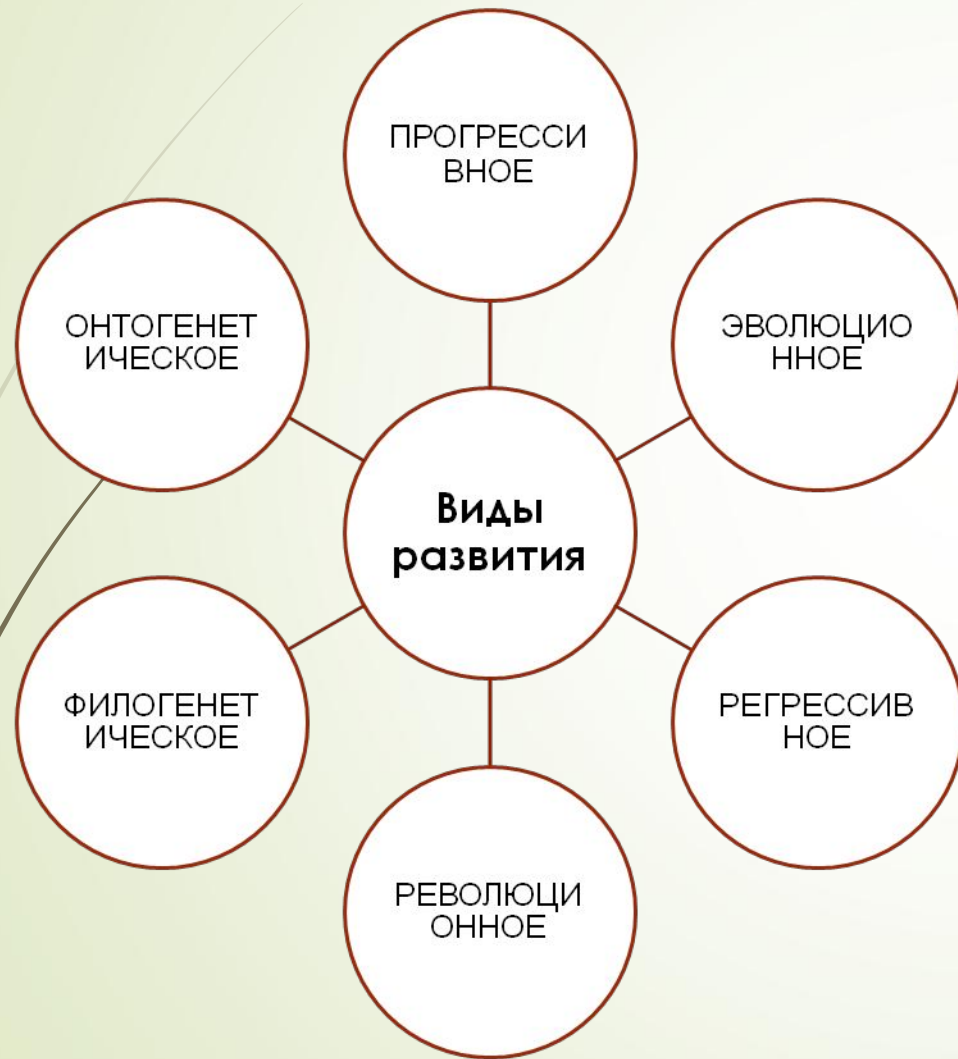 ПРОГРЕССИ
ВНОЕ
ОНТОГЕНЕТ
ИЧЕСКОЕ
ЭВОЛЮЦИО
ННОЕ
Виды
развития
ФИЛОГЕНЕТ
ИЧЕСКОЕ
РЕГРЕССИВ
НОЕ
РЕВОЛЮЦИ
ОННОЕ